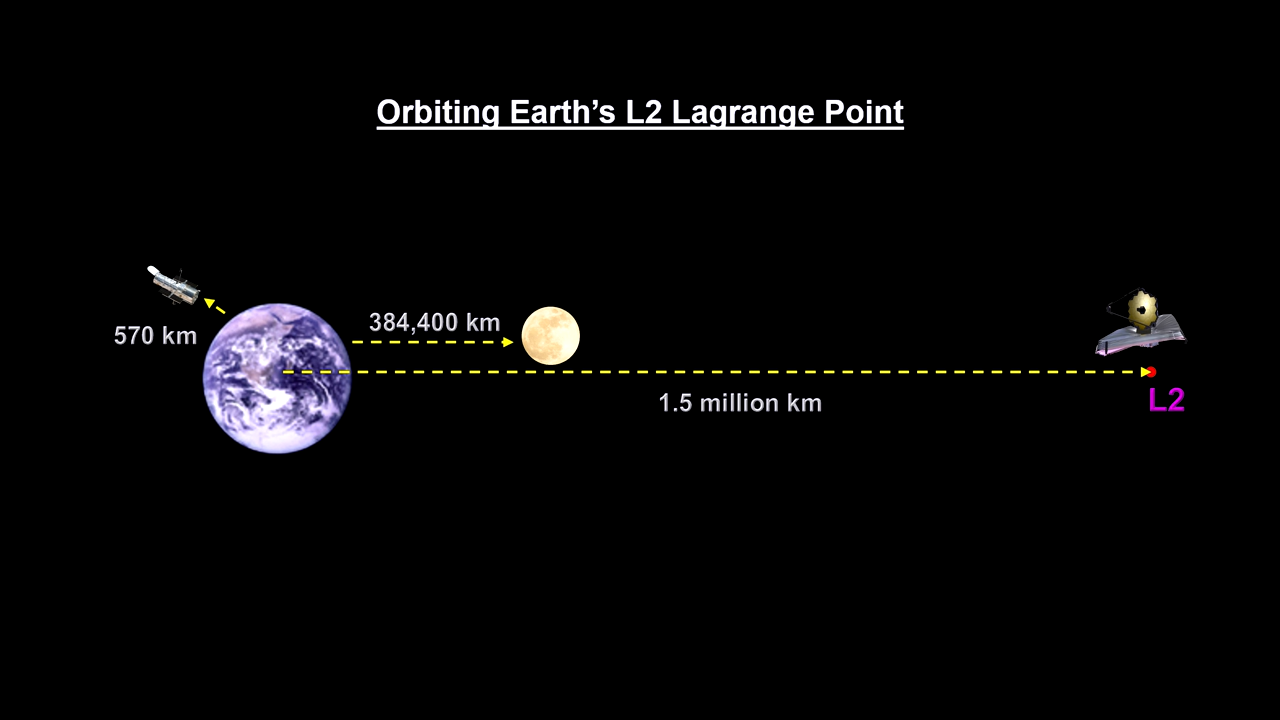 Orbiting Earth’s L2 Lagrange Point
570 km
384,400 km
1.5 million km
L2